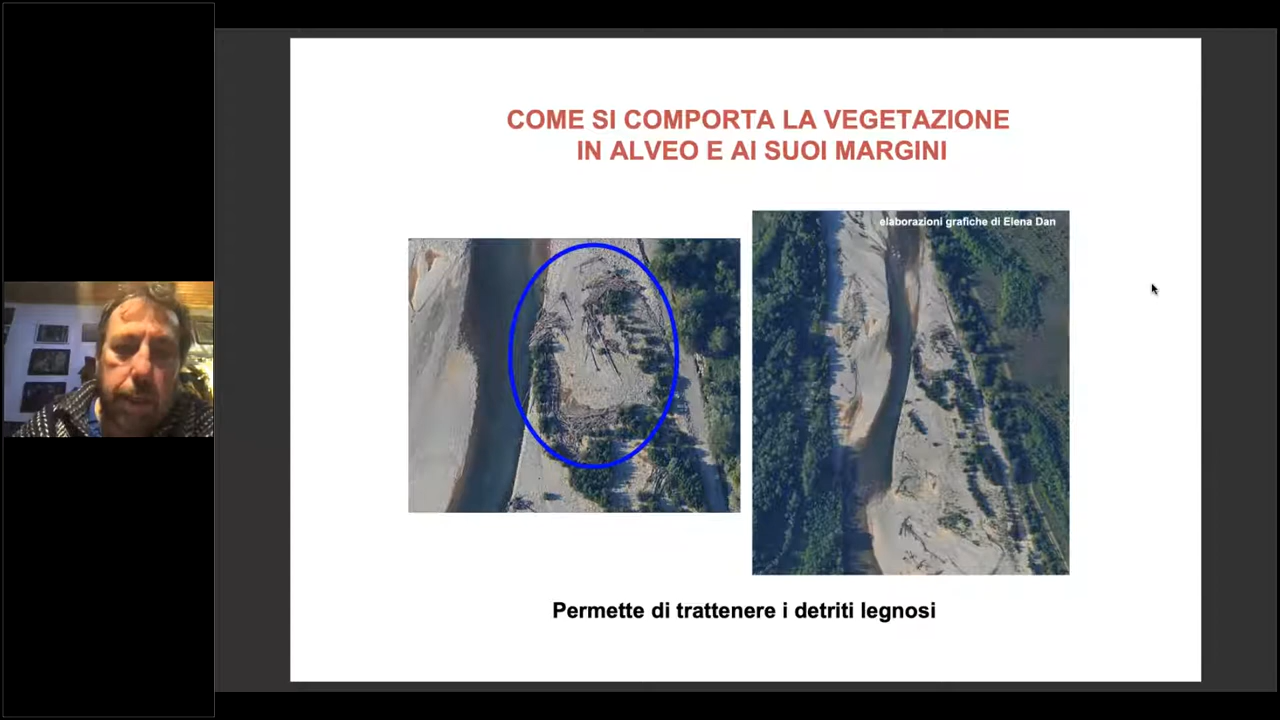 COME SI COMPORTA LA VEGETAZIONE
IN ALVEO E AI SUOI MARGINI
elaborazioni grafiche di Elena Dan
Permette di trattenere i detriti legnosi